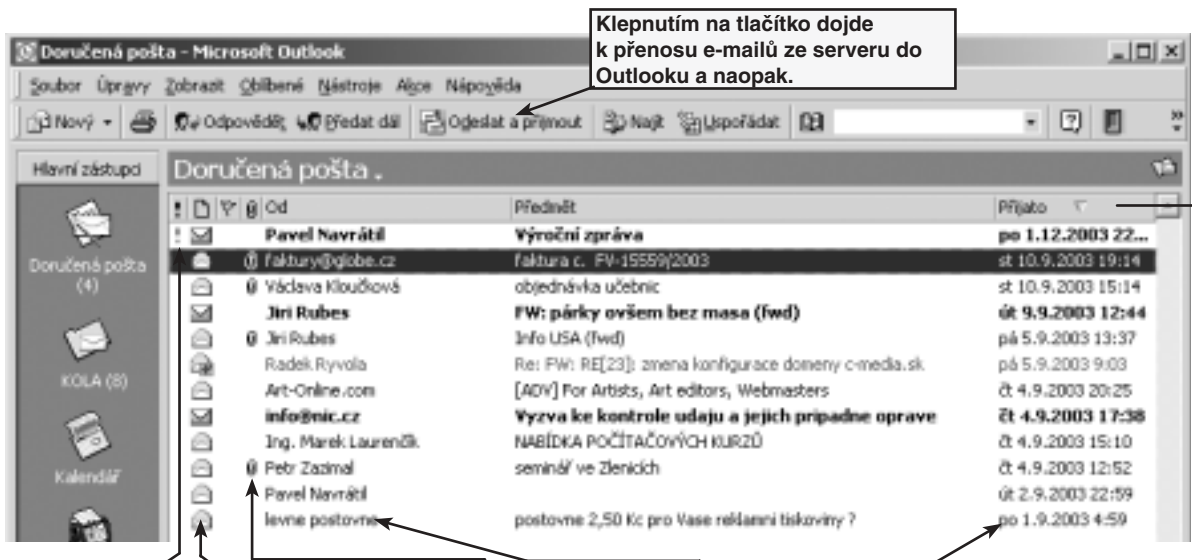 Klepnutím na tlačítko dojde
k přenosu e-mailů ze serveru do
Outlooku a naopak.
Doručená pošta - Microsoft Outlook
Soubor Úpravy Zobrazit Oblíbené Nástroje Akce Nápověda
Nový Odpovědět Předat dál Odeslat a přijmout Najít Uspořádat
Hlavní zástupci
Doručená pošta
(4)
KOLA (8)
Kalendář
Doručená pošta .
Od Předmět Přijato
Pavel Navrátil Výroční zpráva po 1.12.2003 22...
faktury@globe.cz faktura c. FV-15559/2003 st 10.9.2003 19:14
Václava Kloučková objednávka učebnic st 10.9.2003 15:14
Jiri Rubes FW: párky ovšem bez masa (fwd) út 9.9.2003 12:44
Jiri Rubes Info USA (fwd) pá 5.9.2003 13:37
Radek Ryvola Re: FW: RE[23]: zmena konfigurace domeny c-media.sk pá 5.9.2003 9:03
Art-Online.com [ADV] For Artists, Art editors, Webmasters čt 4.9.2003 20:25
info@nic.cz Vyzva ke kontrole udaju a jejich pripadne oprave čt 4.9.2003 17:38
Ing. Marek Laurenčík NABÍDKA POČÍTAČOVÝCH KURZŮ čt 4.9.2003 15:10
Petr Zazimal seminář ve Zlenicích čt 4.9.2003 12:52
Pavel Navrátil út 2.9.2003 22:59
levne postovne postovne 2,50 Kc pro Vase reklamni tiskoviny ? po 1.9.2003 4:59